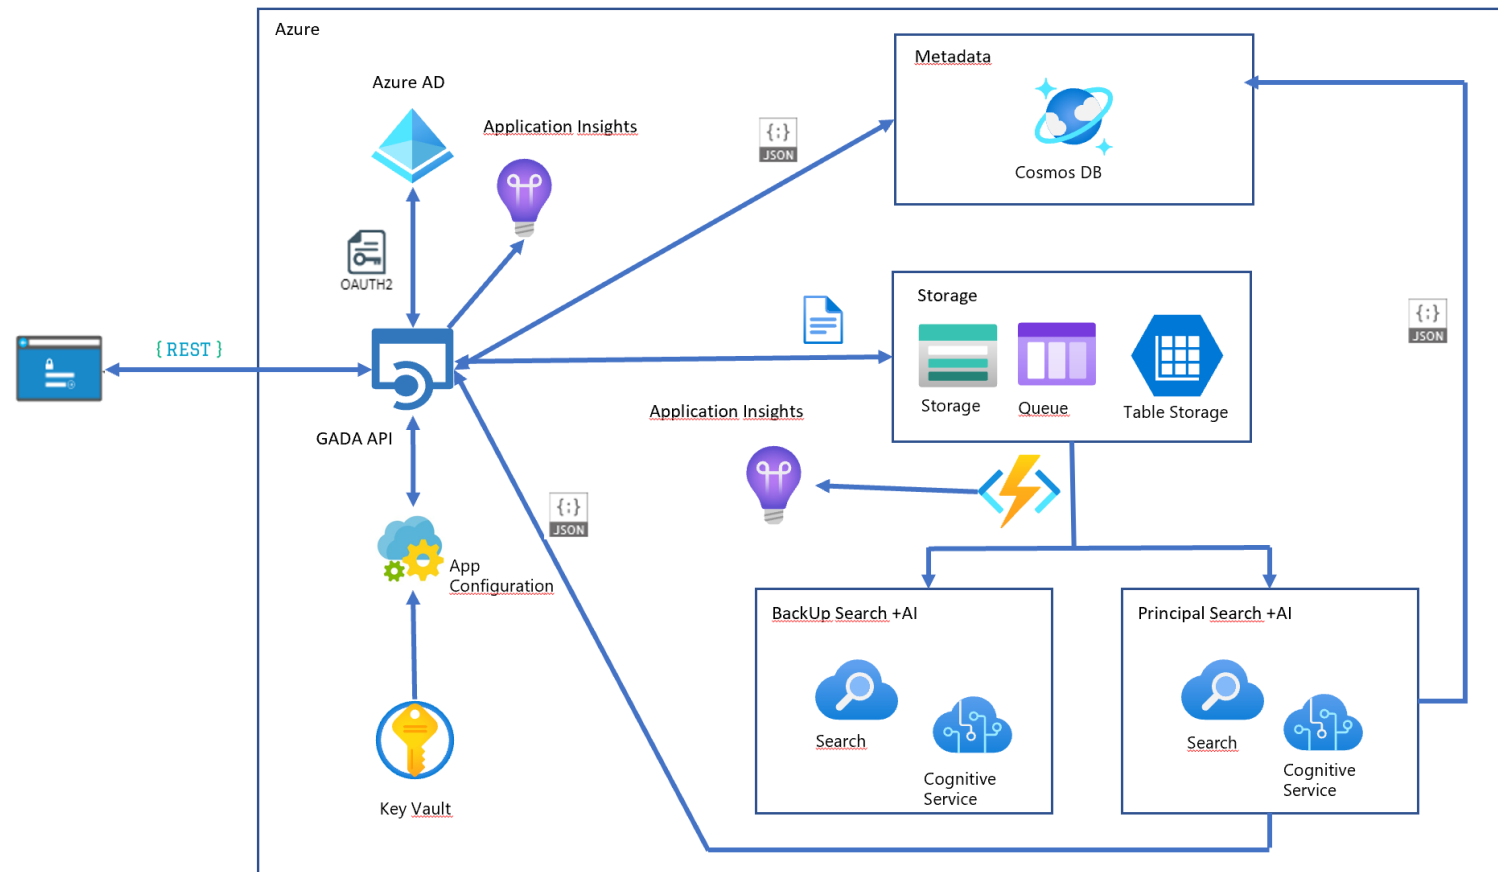 Azure
Metadata
Azure AD
Application Insights
{:}
JSON
Cosmos DB
OAUTH2
Storage
{:}
JSON
{ REST }
Storage
Queue
Table Storage
Application Insights
GADA API
{:}
JSON
App
Configuration
BackUp Search +AI
Principal Search +AI
Search
Search
Cognitive
Service
Cognitive
Service
Key Vault